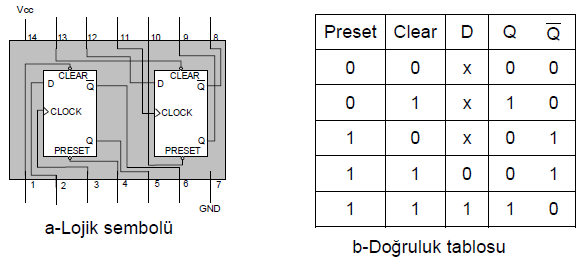 Vcc
14 13 12 11 10 9 8
CLEAR CLEAR
D Q D Q
CLOCK CLOCK
Q Q
PRESET PRESET
1 2 3 4 5 6 7
GND
a-Lojik sembolü
Preset Clear D Q Q
0 0 x 0 0
0 1 x 1 0
1 0 x 0 1
1 1 0 0 1
1 1 1 1 0
b-Doğruluk tablosu